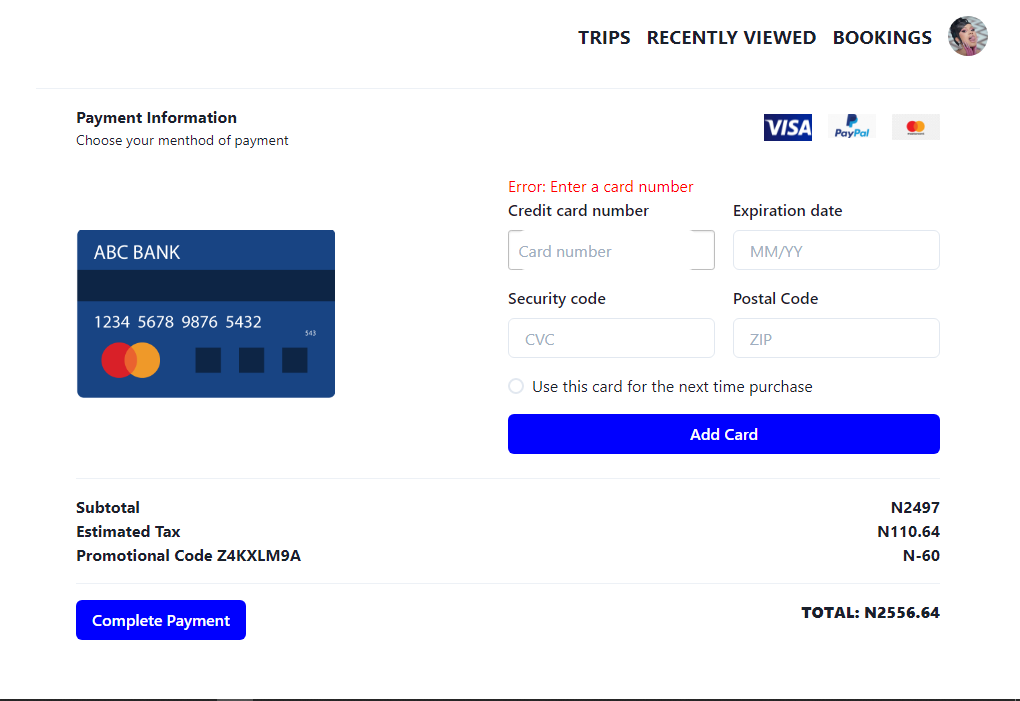 TRIPS RECENTLY VIEWED BOOKINGS
Payment Information
Choose your menthod of payment
VISA PayPal
Error: Enter a card number
Credit card number Expiration date
Card number MM/YY
Security code Postal Code
CVC ZIP
Use this card for the next time purchase
Add Card
ABC BANK
1234 5678 9876 5432
543
Subtotal N2497
Estimated Tax N110.64
Promotional Code Z4KXLM9A N-60
Complete Payment TOTAL: N2556.64